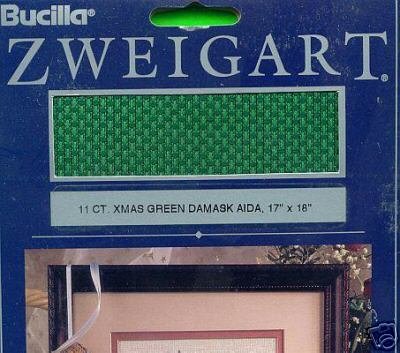 Bucilla®
ZWEIGART®
11 CT. XMAS GREEN DAMASK AIDA, 17" x 18"